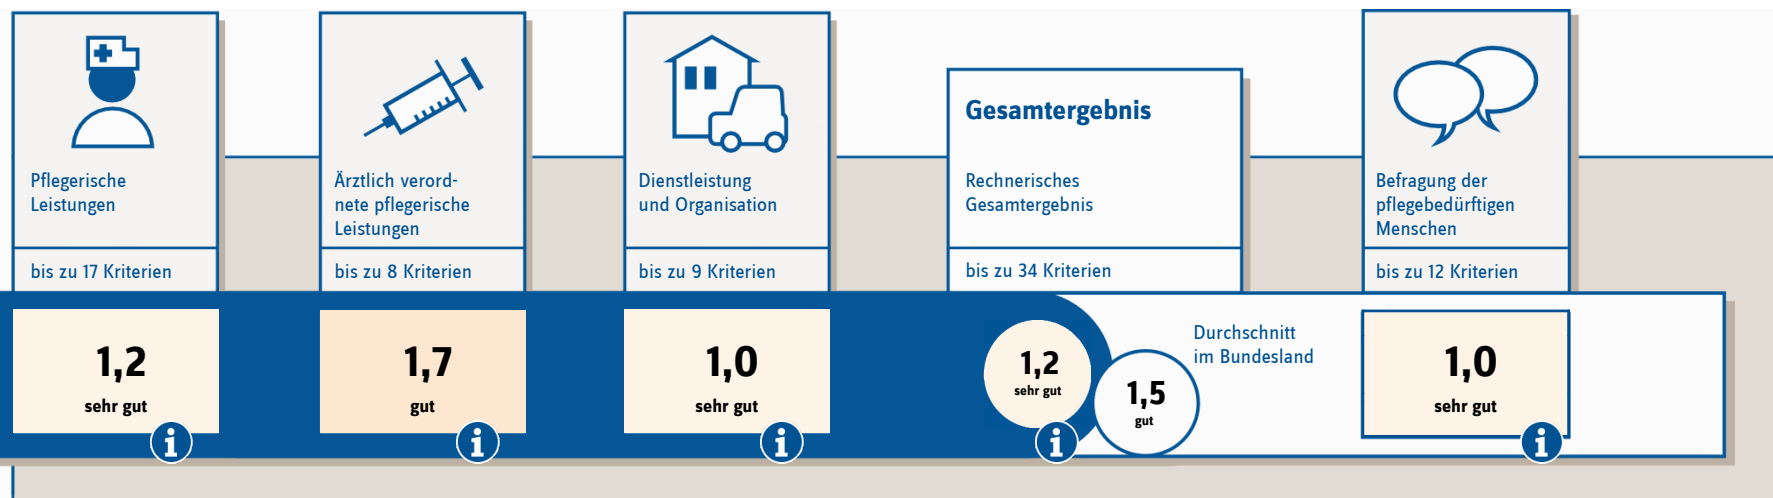 Pflegerische
Leistungen
bis zu 17 Kriterien
1,2
sehr gut
i
Ärztlich verord-
nete pflegerische
Leistungen
bis zu 8 Kriterien
1,7
gut
i
Dienstleistung
und Organisation
bis zu 9 Kriterien
1,0
sehr gut
i
Gesamtergebnis
Rechnerisches
Gesamtergebnis
bis zu 34 Kriterien
1,2
sehr gut
i
1,5
gut
Durchschnitt
im Bundesland
Befragung der
pflegebedürftigen
Menschen
bis zu 12 Kriterien
1,0
sehr gut
i